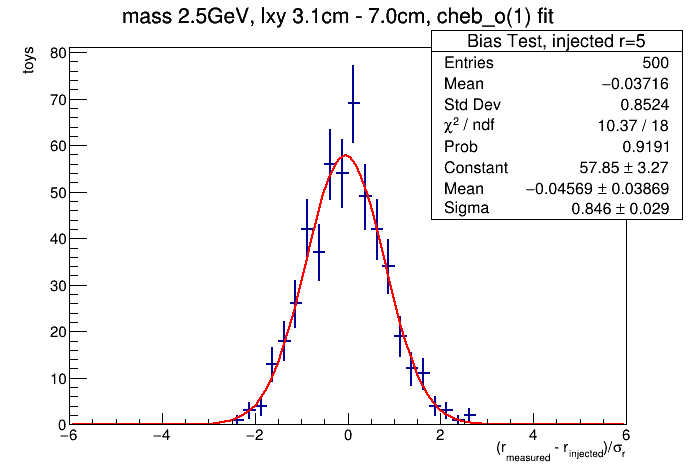 mass 2.5GeV, lxy 3.1cm - 7.0cm, cheb_o(1) fit
Bias Test, injected r=5
Entries 500
Mean −0.03716
Std Dev 0.8524
χ² / ndf 10.37 / 18
Prob 0.9191
Constant 57.85 ± 3.27
Mean −0.04569 ± 0.03869
Sigma 0.846 ± 0.029
toys
80
70
60
50
40
30
20
10
0
−6 −4 −2 0 2 4 6
(r_measured - r_injected)/σ_r